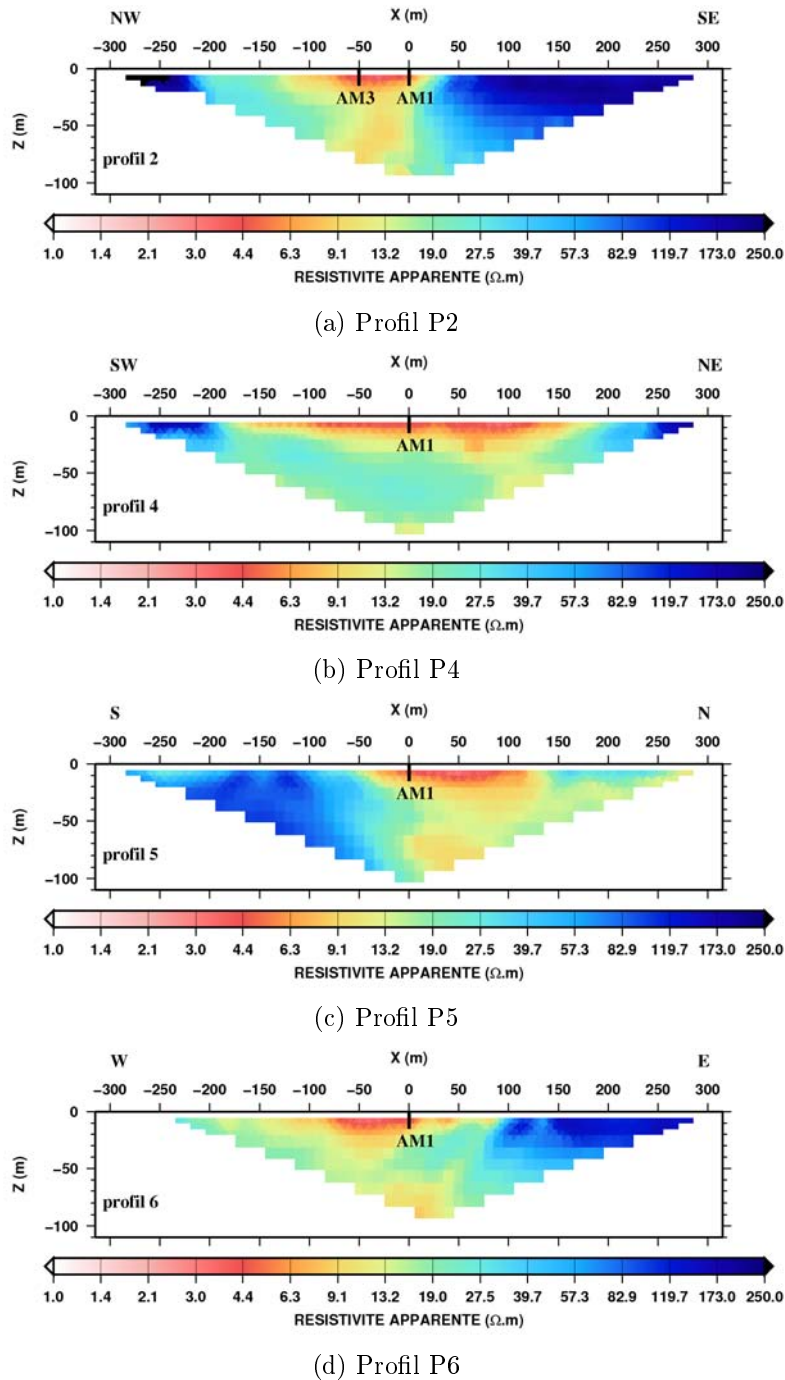 NW X (m) SE
−300 −250 −200 −150 −100 −50 0 50 100 150 200 250 300
0
AM3 AM1
−50
Z (m)
profil 2
−100
1.0 1.4 2.1 3.0 4.4 6.3 9.1 13.2 19.0 27.5 39.7 57.3 82.9 119.7 173.0 250.0
RESISTIVITE APPARENTE (Ω.m)
(a) Profil P2
SW X (m) NE
−300 −250 −200 −150 −100 −50 0 50 100 150 200 250 300
0
AM1
−50
Z (m)
profil 4
−100
1.0 1.4 2.1 3.0 4.4 6.3 9.1 13.2 19.0 27.5 39.7 57.3 82.9 119.7 173.0 250.0
RESISTIVITE APPARENTE (Ω.m)
(b) Profil P4
S X (m) N
−300 −250 −200 −150 −100 −50 0 50 100 150 200 250 300
0
AM1
−50
Z (m)
profil 5
−100
1.0 1.4 2.1 3.0 4.4 6.3 9.1 13.2 19.0 27.5 39.7 57.3 82.9 119.7 173.0 250.0
RESISTIVITE APPARENTE (Ω.m)
(c) Profil P5
W X (m) E
−300 −250 −200 −150 −100 −50 0 50 100 150 200 250 300
0
AM1
−50
Z (m)
profil 6
−100
1.0 1.4 2.1 3.0 4.4 6.3 9.1 13.2 19.0 27.5 39.7 57.3 82.9 119.7 173.0 250.0
RESISTIVITE APPARENTE (Ω.m)
(d) Profil P6